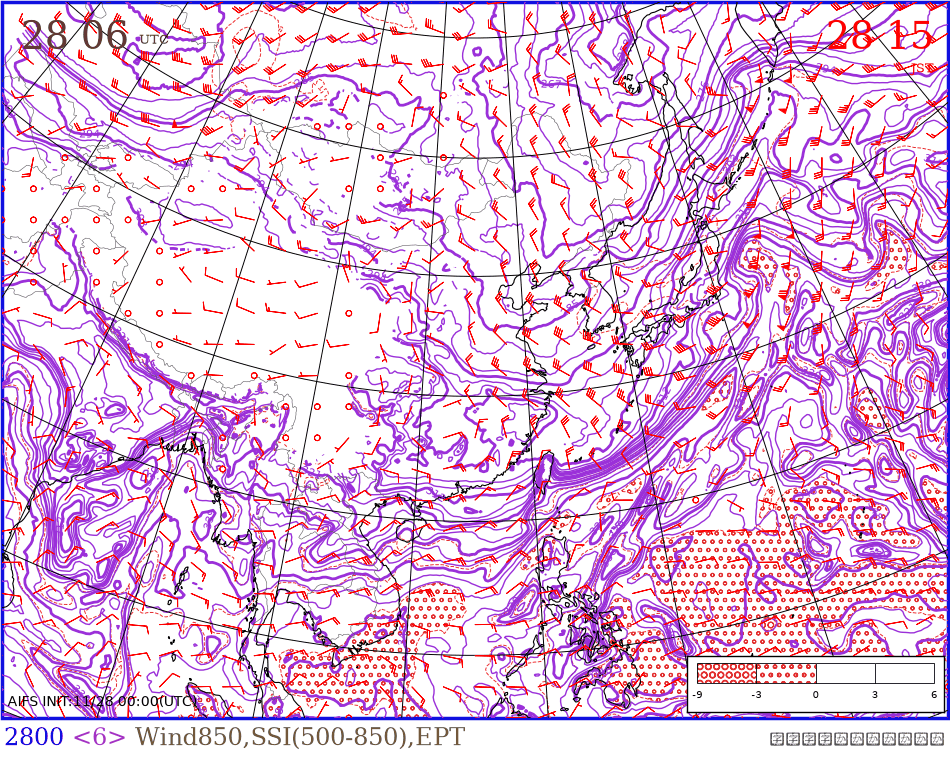 28 06 UTC
28 15 JST
-9 -3 0 3 6
AIFS INIT:11/28 00:00(UTC)
2800 <6> Wind850,SSI(500-850),EPT